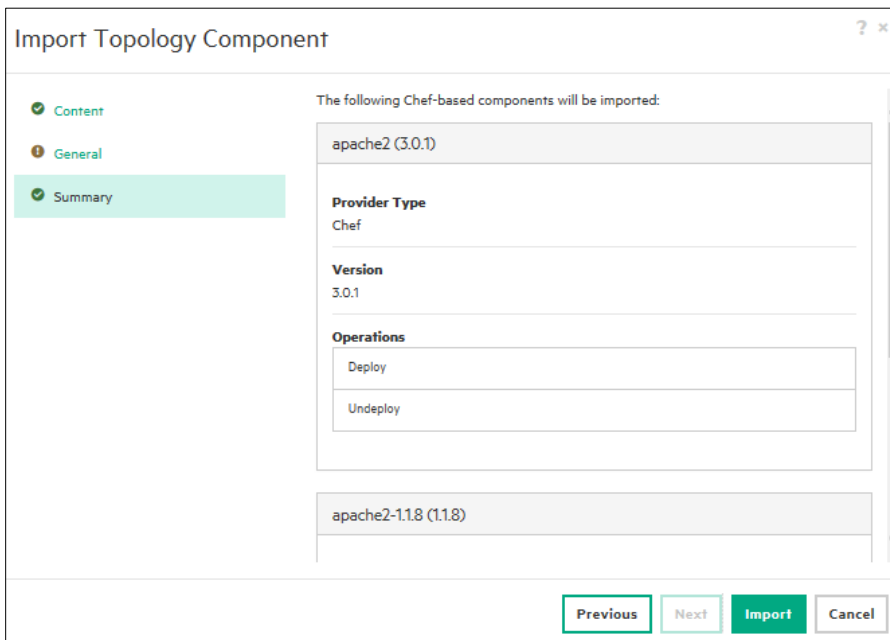 Import Topology Component
? ×
Content
General
Summary
The following Chef-based components will be imported:
apache2 (3.0.1)
Provider Type
Chef
Version
3.0.1
Operations
Deploy
Undeploy
apache2-1.1.8 (1.1.8)
Previous
Next
Import
Cancel